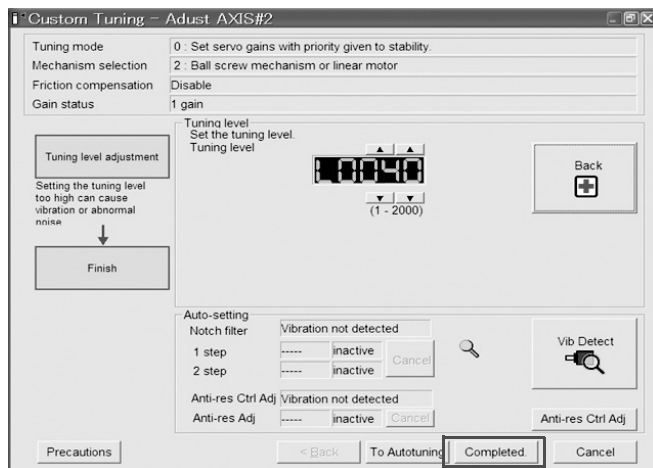 Custom Tuning - Adust AXIS#2
Tuning mode
0 : Set servo gains with priority given to stability.
Mechanism selection
2 : Ball screw mechanism or linear motor
Friction compensation
Disable
Gain status
1 gain
Tuning level adjustment
Setting the tuning level
too high can cause
vibration or abnormal
noise
Finish
Tuning level
Set the tuning level.
Tuning level
L0040
(1 - 2000)
Back
Auto-setting
Notch filter
Vibration not detected
1 step
-----
inactive
Cancel
2 step
-----
inactive
Anti-res Ctrl Adj
Vibration not detected
Anti-res Adj
-----
inactive
Cancel
Vib Detect
Anti-res Ctrl Adj
Precautions
< Back
To Autotuning
Completed.
Cancel